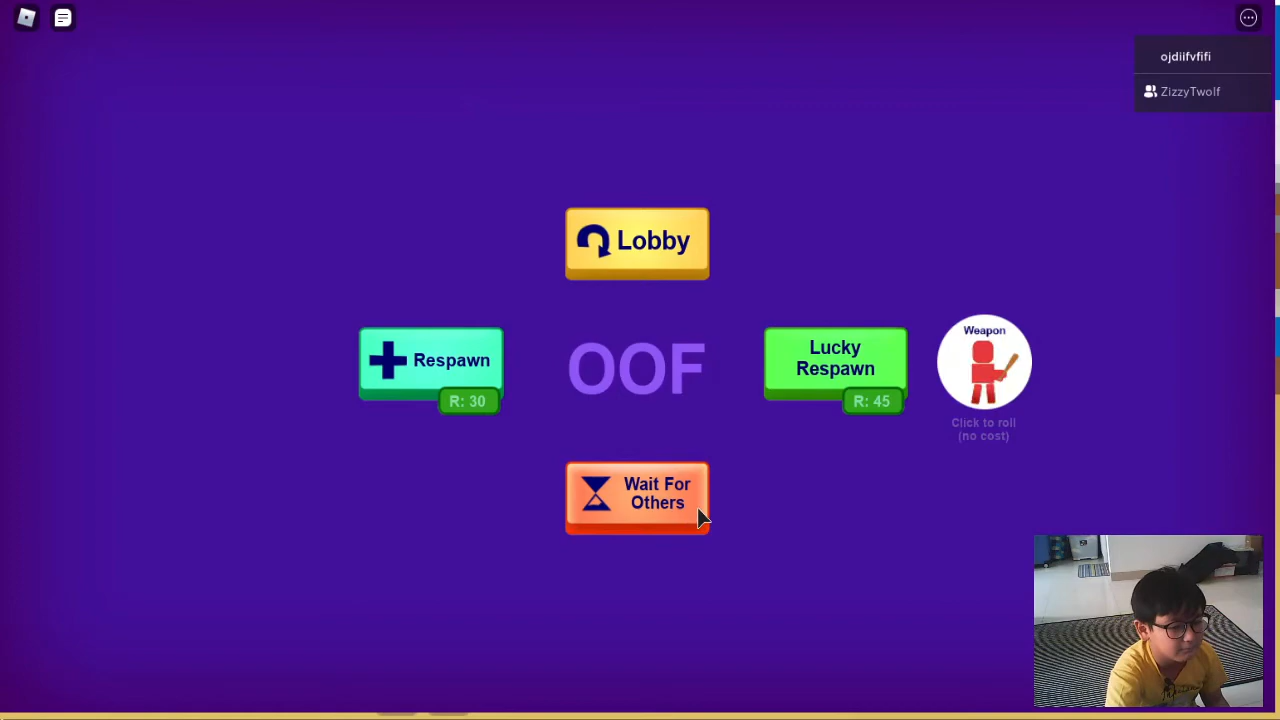 ojdiifvfifi
ZizzyTwolf
Lobby
Respawn
R: 30
OOF
Lucky
Respawn
R: 45
Weapon
Click to roll
(no cost)
Wait For
Others